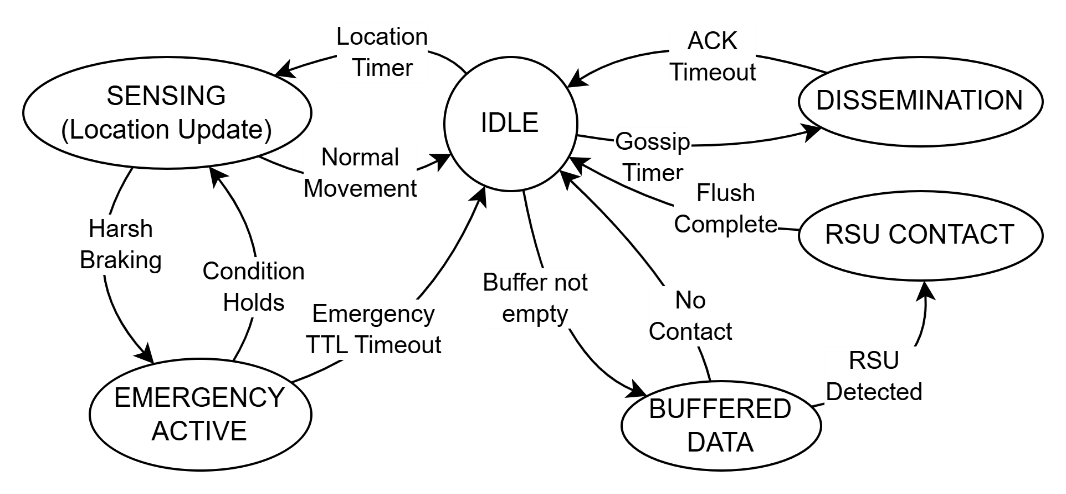 Location
Timer
ACK
Timeout
SENSING
(Location Update)
IDLE
DISSEMINATION
Gossip
Timer
Normal
Movement
Flush
Complete
RSU CONTACT
Harsh
Braking
Condition
Holds
Buffer not
empty
No
Contact
Emergency
TTL Timeout
RSU
Detected
EMERGENCY
ACTIVE
BUFFERED
DATA